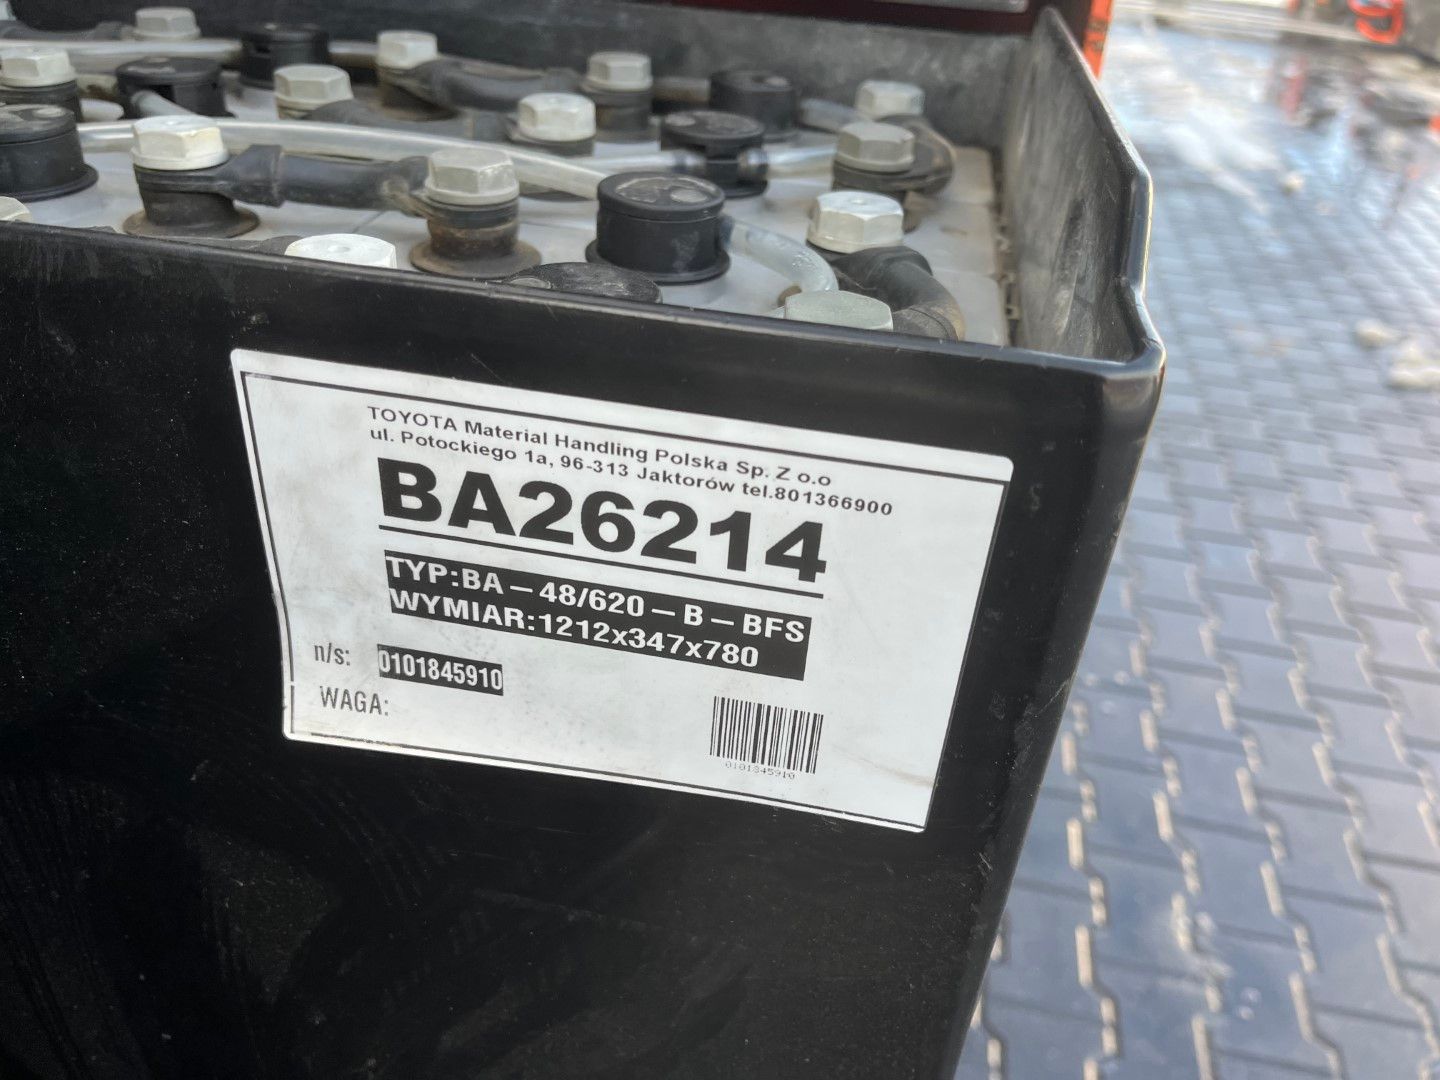 TOYOTA Material Handling Polska Sp. Z o.o
ul. Potockiego 1a, 96-313 Jaktorów tel.801366900
BA26214
TYP:BA – 48/620 – B – BFS
WYMIAR:1212x347x780
n/s: 0101845910
WAGA:
0101845910